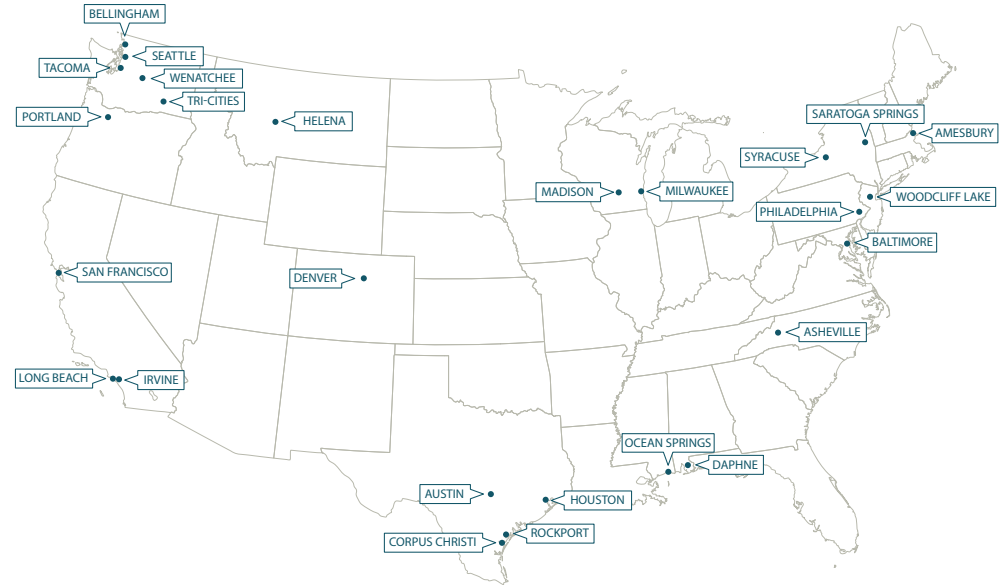 BELLINGHAM
SEATTLE
TACOMA
WENATCHEE
TRI-CITIES
PORTLAND
HELENA
SARATOGA SPRINGS
AMESBURY
SYRACUSE
MADISON
MILWAUKEE
WOODCLIFF LAKE
PHILADELPHIA
BALTIMORE
SAN FRANCISCO
DENVER
ASHEVILLE
LONG BEACH
IRVINE
OCEAN SPRINGS
DAPHNE
AUSTIN
HOUSTON
ROCKPORT
CORPUS CHRISTI